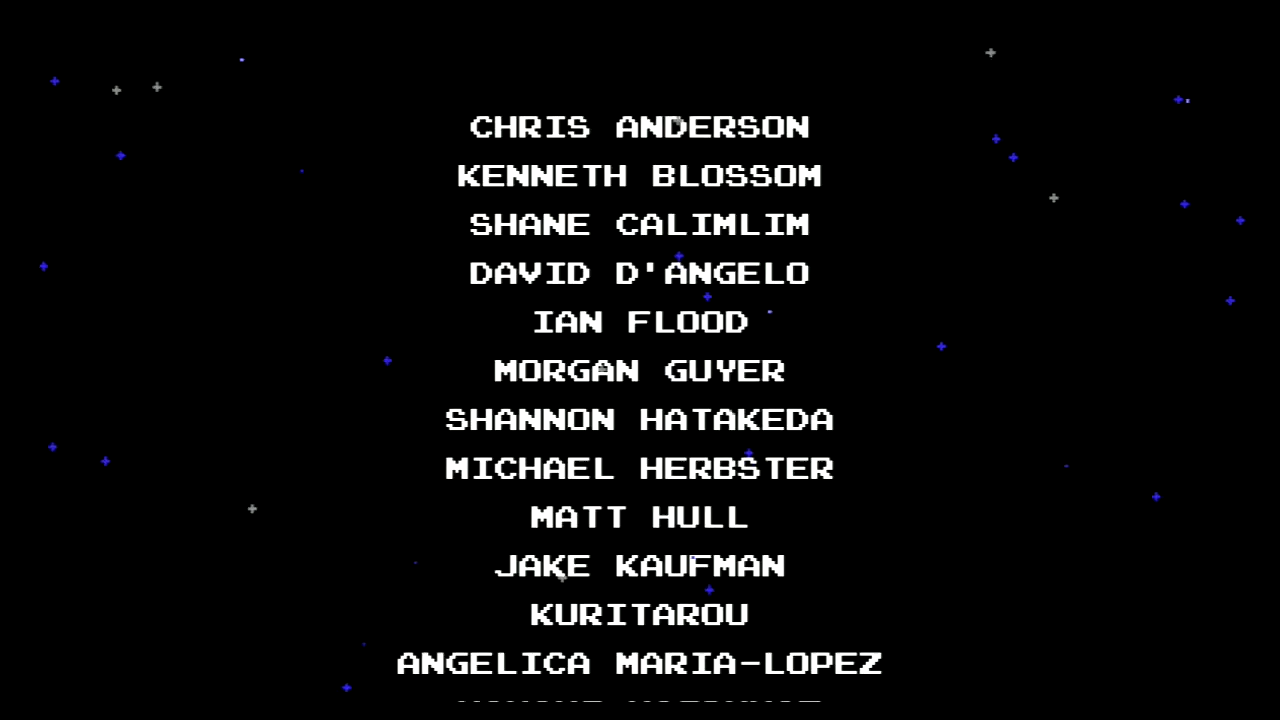 CHRIS ANDERSON
KENNETH BLOSSOM
SHANE CALIMLIM
DAVID D'ANGELO
IAN FLOOD
MORGAN GUYER
SHANNON HATAKEDA
MICHAEL HERBSTER
MATT HULL
JAKE KAUFMAN
KURITAROU
ANGELICA MARIA-LOPEZ